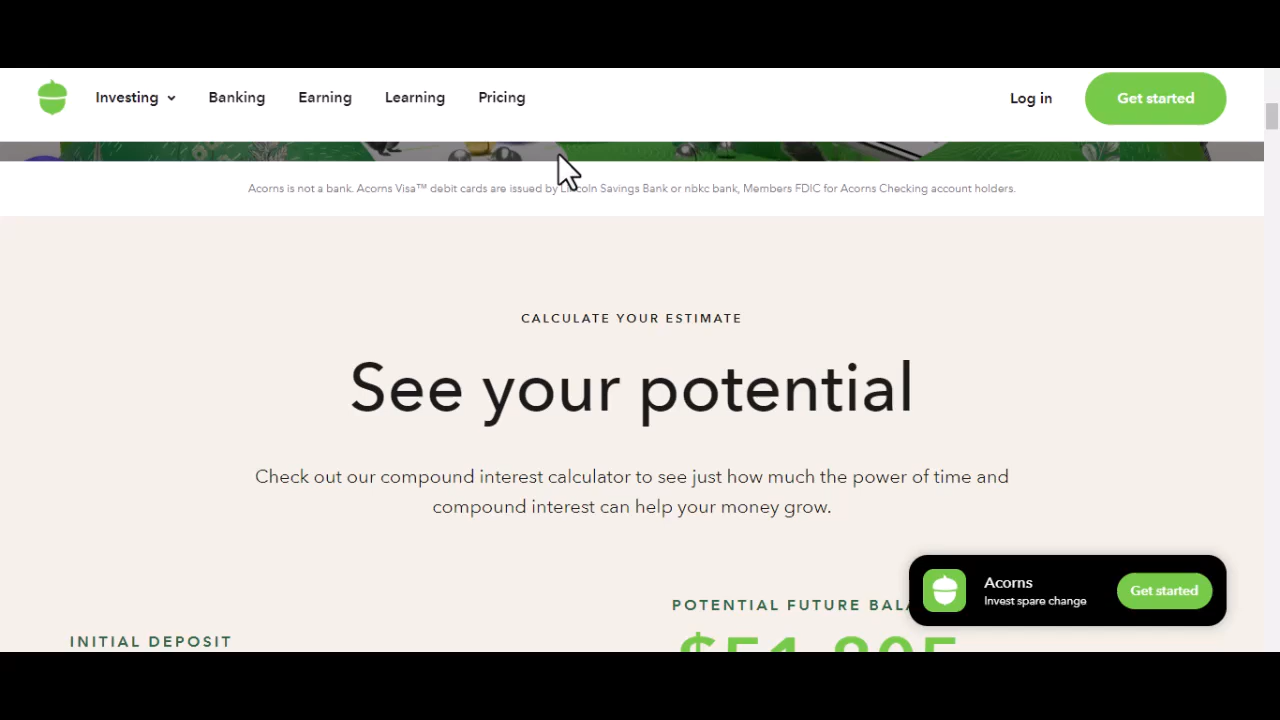 Investing Banking Earning Learning Pricing Log in Get started
Acorns is not a bank. Acorns Visa™ debit cards are issued by Lincoln Savings Bank or nbkc bank, Members FDIC for Acorns Checking account holders.
CALCULATE YOUR ESTIMATE
See your potential
Check out our compound interest calculator to see just how much the power of time and
compound interest can help your money grow.
Acorns
Invest spare change
Get started
POTENTIAL FUTURE
INITIAL DEPOSIT